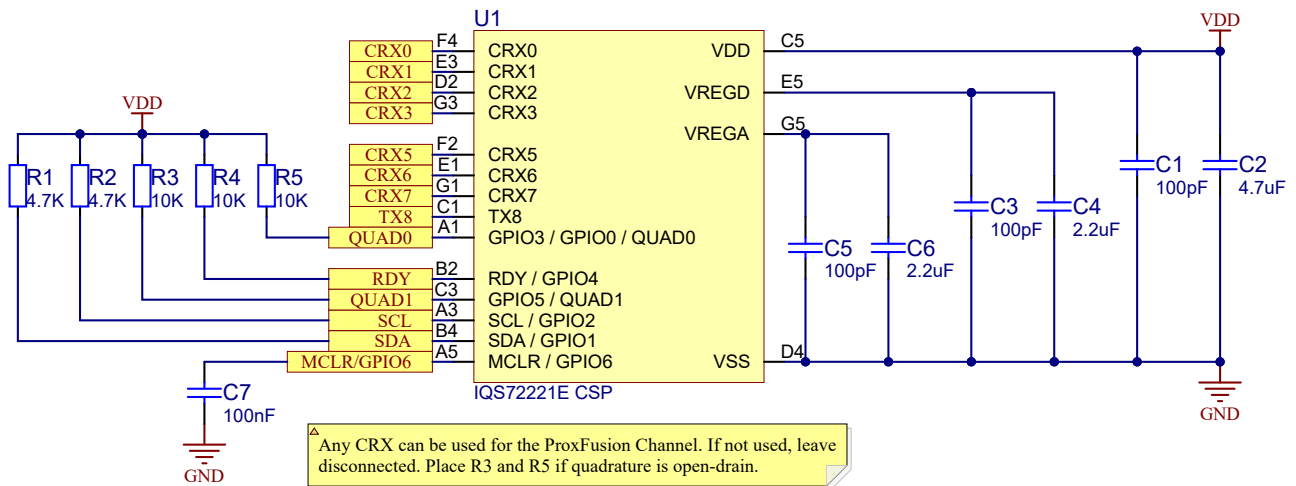 U1
CRX0 F4 CRX0 VDD C5 VDD
CRX1 E3 CRX1
CRX2 D2 CRX2 VREGD E5
CRX3 G3 CRX3
VDD VREGA G5
CRX5 F2 CRX5
CRX6 E1 CRX6
CRX7 G1 CRX7
TX8 C1 TX8
QUAD0 A1 GPIO3 / GPIO0 / QUAD0
R1 R2 R3 R4 R5
4.7K 4.7K 10K 10K 10K
C1 C2
100pF 4.7uF
C3 C4
100pF 2.2uF
C5 C6
100pF 2.2uF
RDY B2 RDY / GPIO4
QUAD1 C3 GPIO5 / QUAD1
SCL A3 SCL / GPIO2
SDA B4 SDA / GPIO1
MCLR/GPIO6 A5 MCLR / GPIO6 VSS D4
C7
100nF
GND
IQS72221E CSP
GND
Any CRX can be used for the ProxFusion Channel. If not used, leave
disconnected. Place R3 and R5 if quadrature is open-drain.